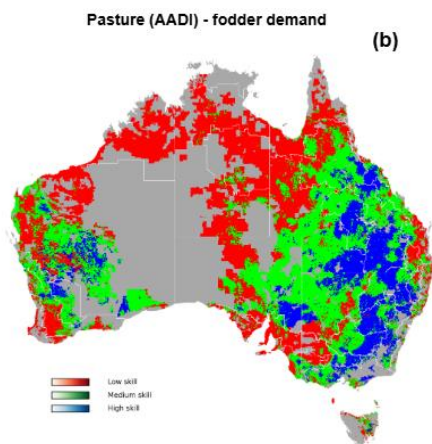 Pasture (AADI) - fodder demand
(b)
Low skill
Medium skill
High skill